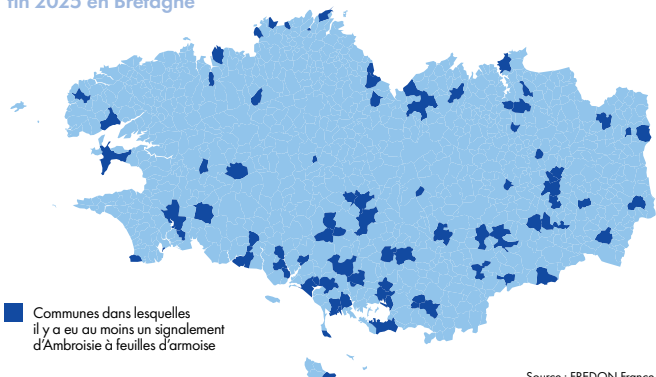 fin 2025 en Bretagne
Communes dans lesquelles
il y a eu au moins un signalement
d’Ambroisie à feuilles d’armoise
Source : FREDON France